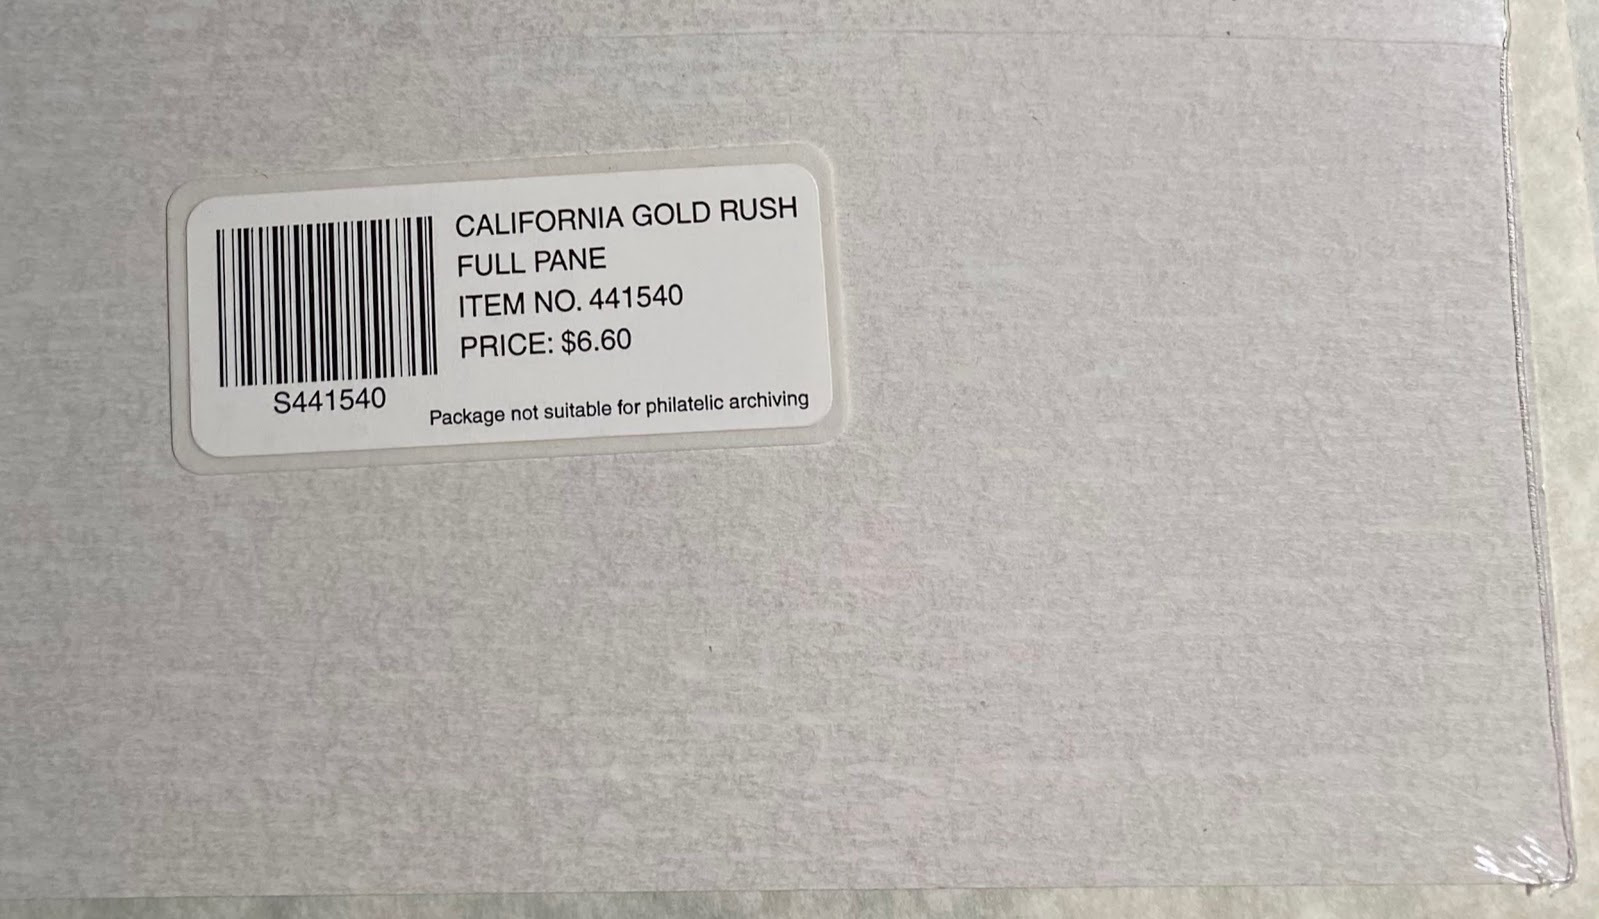 CALIFORNIA GOLD RUSH
FULL PANE
ITEM NO. 441540
PRICE: $6.60
S441540
Package not suitable for philatelic archiving